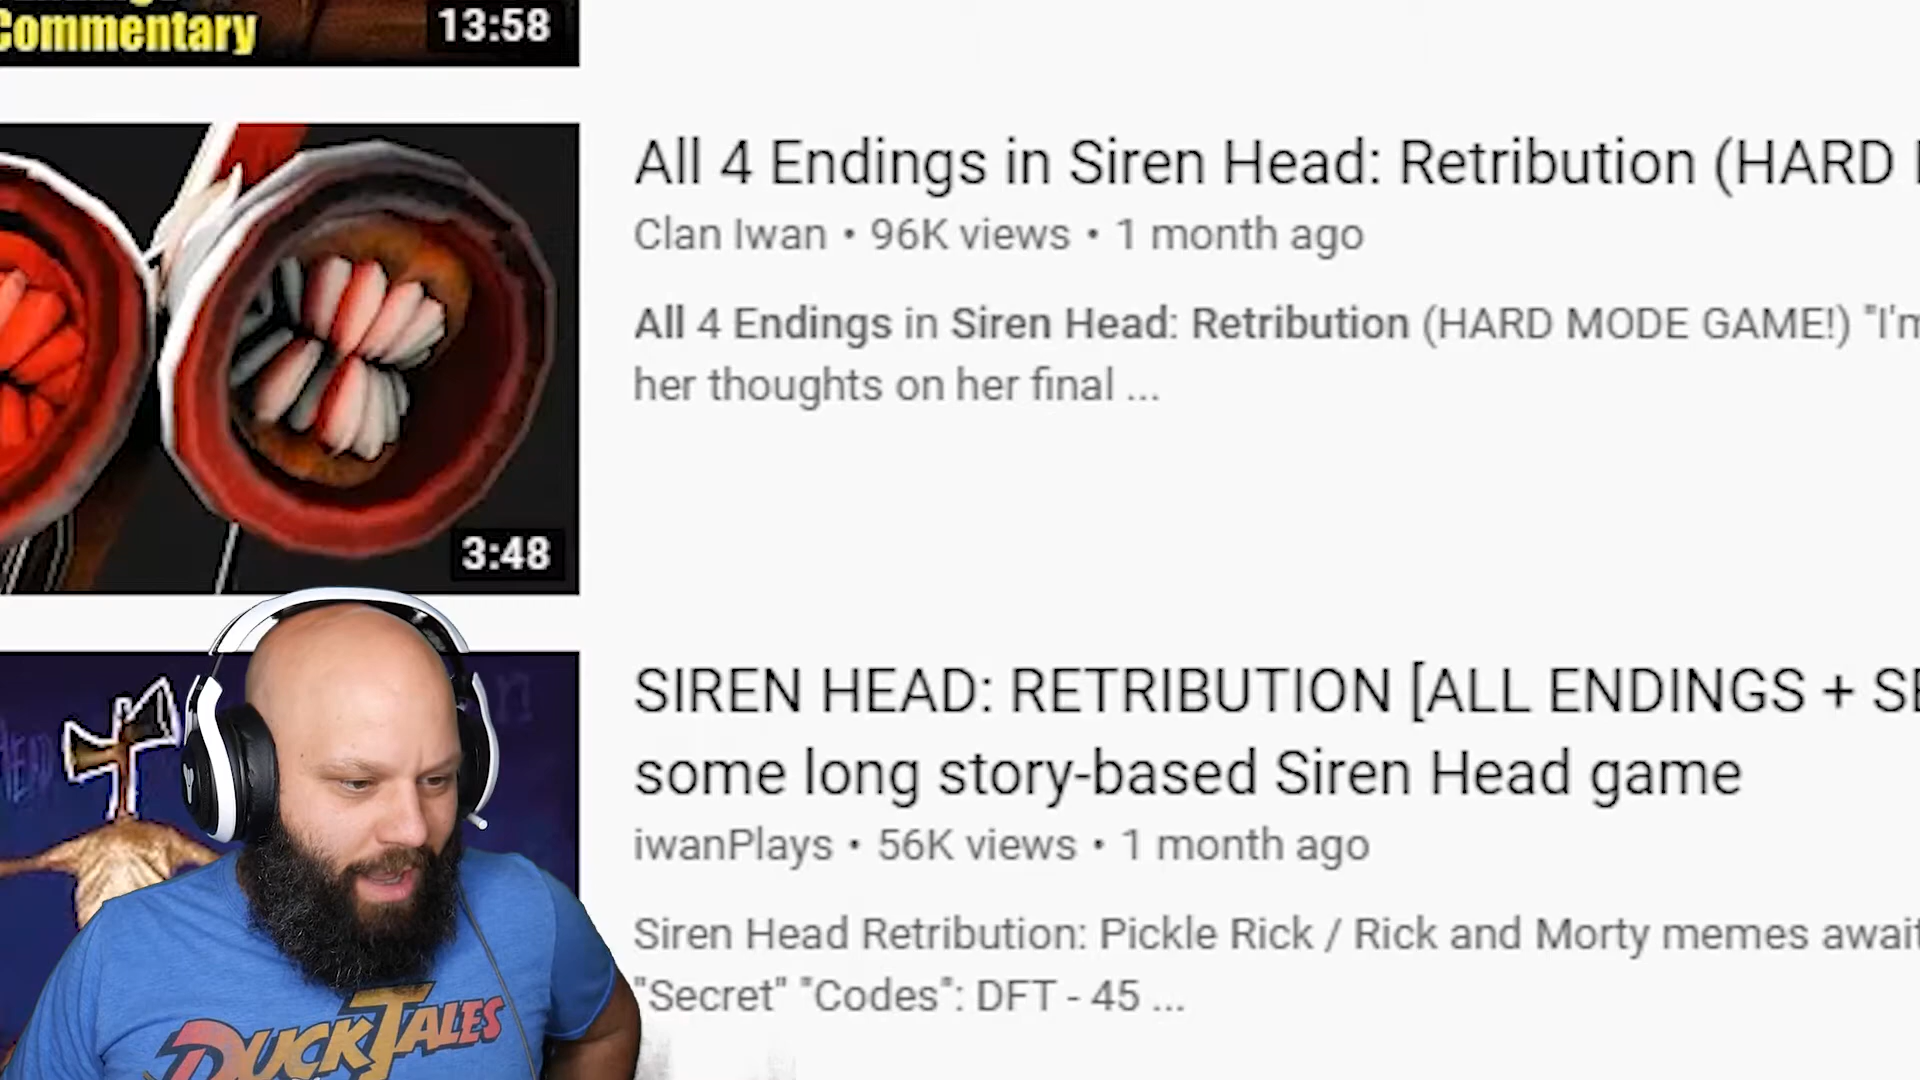 Commentary
13:58
All 4 Endings in Siren Head: Retribution (HARD
Clan Iwan • 96K views • 1 month ago
All 4 Endings in Siren Head: Retribution (HARD MODE GAME!) "I'm
her thoughts on her final ...
3:48
SIREN HEAD: RETRIBUTION [ALL ENDINGS + SE
some long story-based Siren Head game
iwanPlays • 56K views • 1 month ago
Siren Head Retribution: Pickle Rick / Rick and Morty memes await
"Secret" "Codes": DFT - 45 ...
DUCKTALES